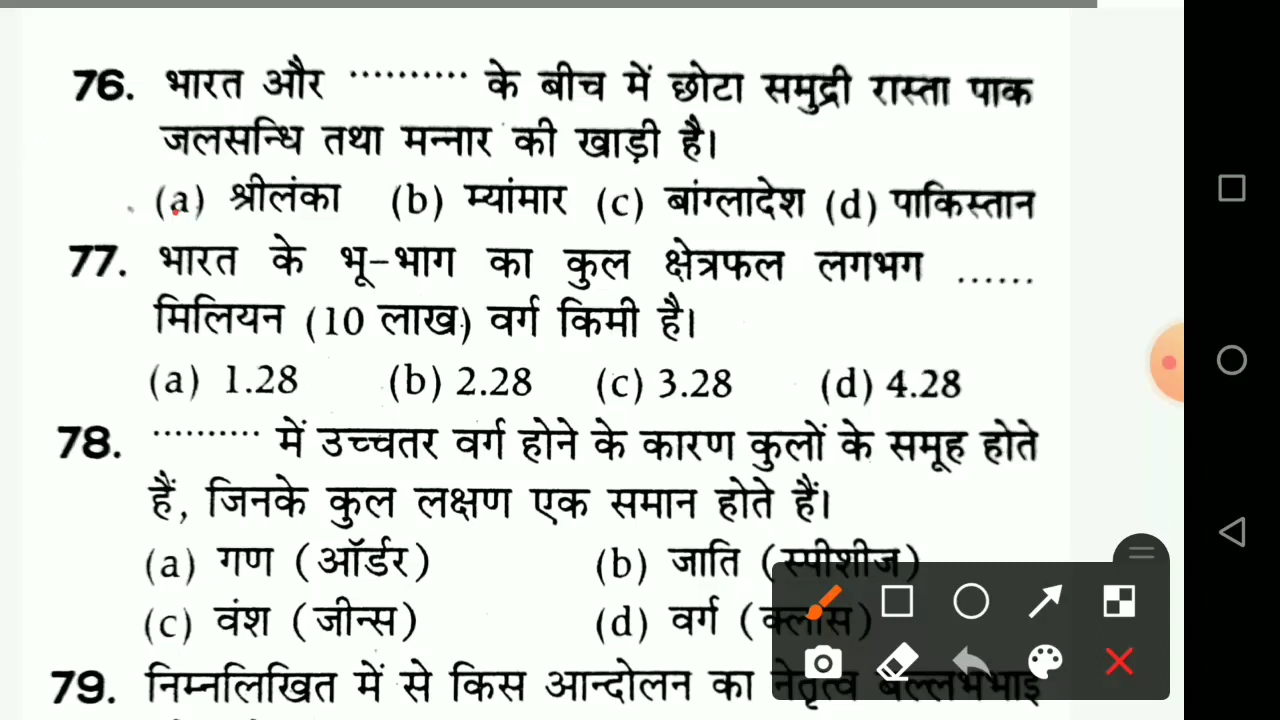 76. भारत और ........... के बीच में छोटा समुद्री रास्ता पाक
जलसन्धि तथा मन्नार की खाड़ी है।
(a) श्रीलंका (b) म्यांमार (c) बांग्लादेश (d) पाकिस्तान
77. भारत के भू-भाग का कुल क्षेत्रफल लगभग ......
मिलियन (10 लाख) वर्ग किमी है।
(a) 1.28 (b) 2.28 (c) 3.28 (d) 4.28
78. .......... में उच्चतर वर्ग होने के कारण कुलों के समूह होते
हैं, जिनके कुल लक्षण एक समान होते हैं।
(a) गण (ऑर्डर) (b) जाति (स्पीशीज)
(c) वंश (जीन्स) (d) वर्ग (क्लास)
79. निम्नलिखित में से किस आन्दोलन का नेतृत्व बल्लभभाई